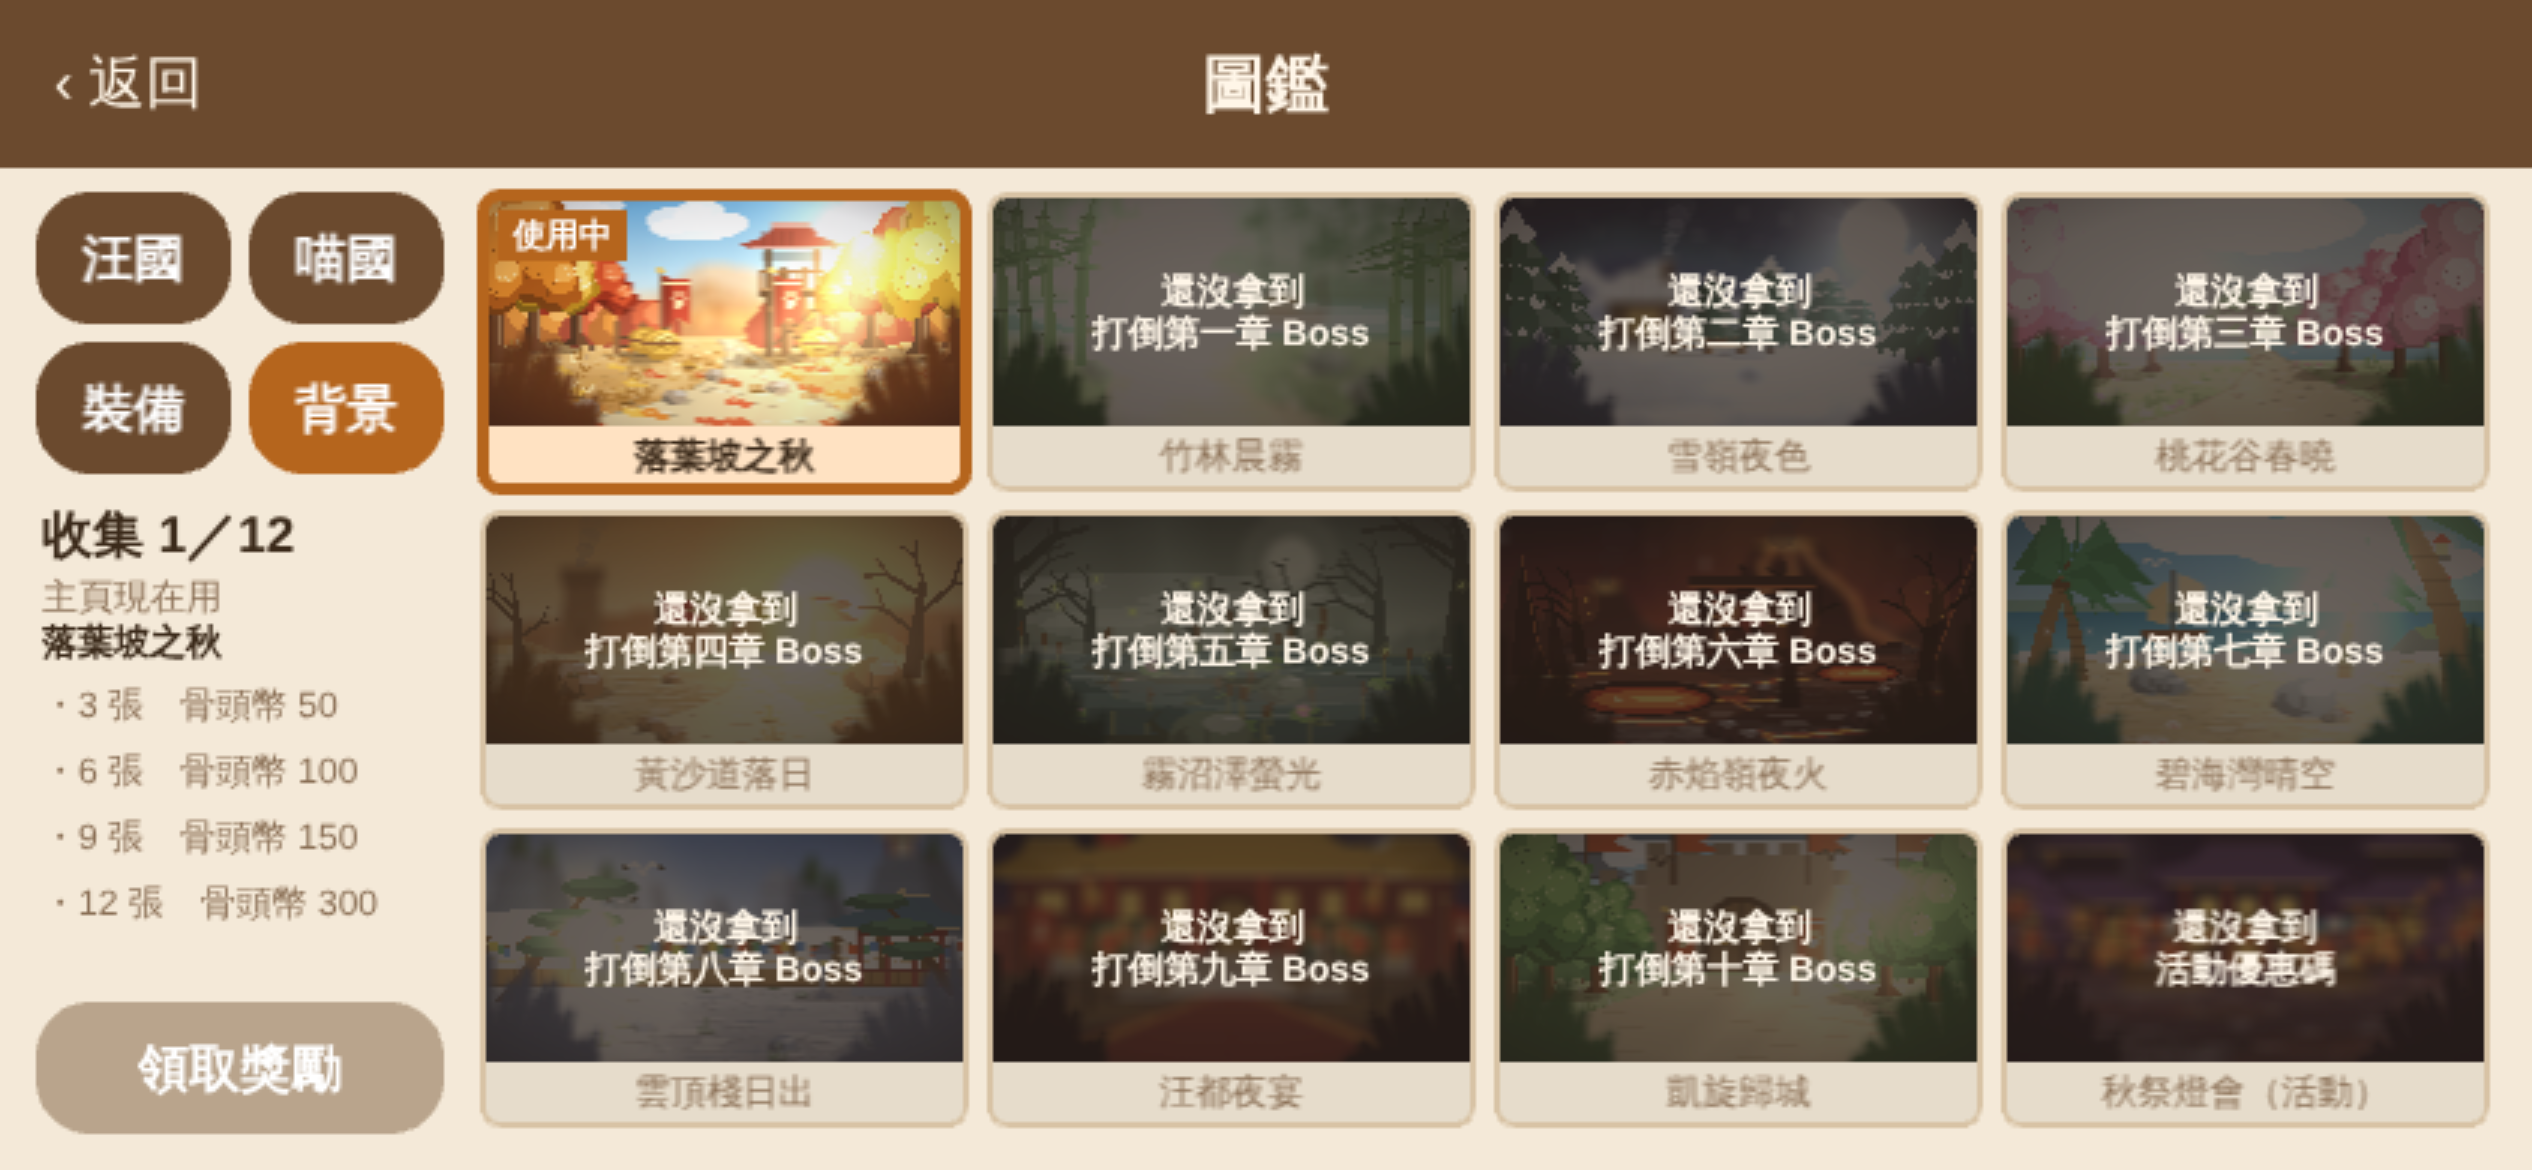 ‹ 返回
圖鑑
汪國
喵國
裝備
背景
收集 1／12
主頁現在用
落葉坡之秋
・3 張　骨頭幣 50
・6 張　骨頭幣 100
・9 張　骨頭幣 150
・12 張　骨頭幣 300
領取獎勵
使用中
落葉坡之秋
還沒拿到
打倒第一章 Boss
竹林晨霧
還沒拿到
打倒第二章 Boss
雪嶺夜色
還沒拿到
打倒第三章 Boss
桃花谷春曉
還沒拿到
打倒第四章 Boss
黃沙道落日
還沒拿到
打倒第五章 Boss
霧沼澤螢光
還沒拿到
打倒第六章 Boss
赤焰嶺夜火
還沒拿到
打倒第七章 Boss
碧海灣晴空
還沒拿到
打倒第八章 Boss
雲頂棧日出
還沒拿到
打倒第九章 Boss
汪都夜宴
還沒拿到
打倒第十章 Boss
凱旋歸城
還沒拿到
活動優惠碼
秋祭燈會（活動）